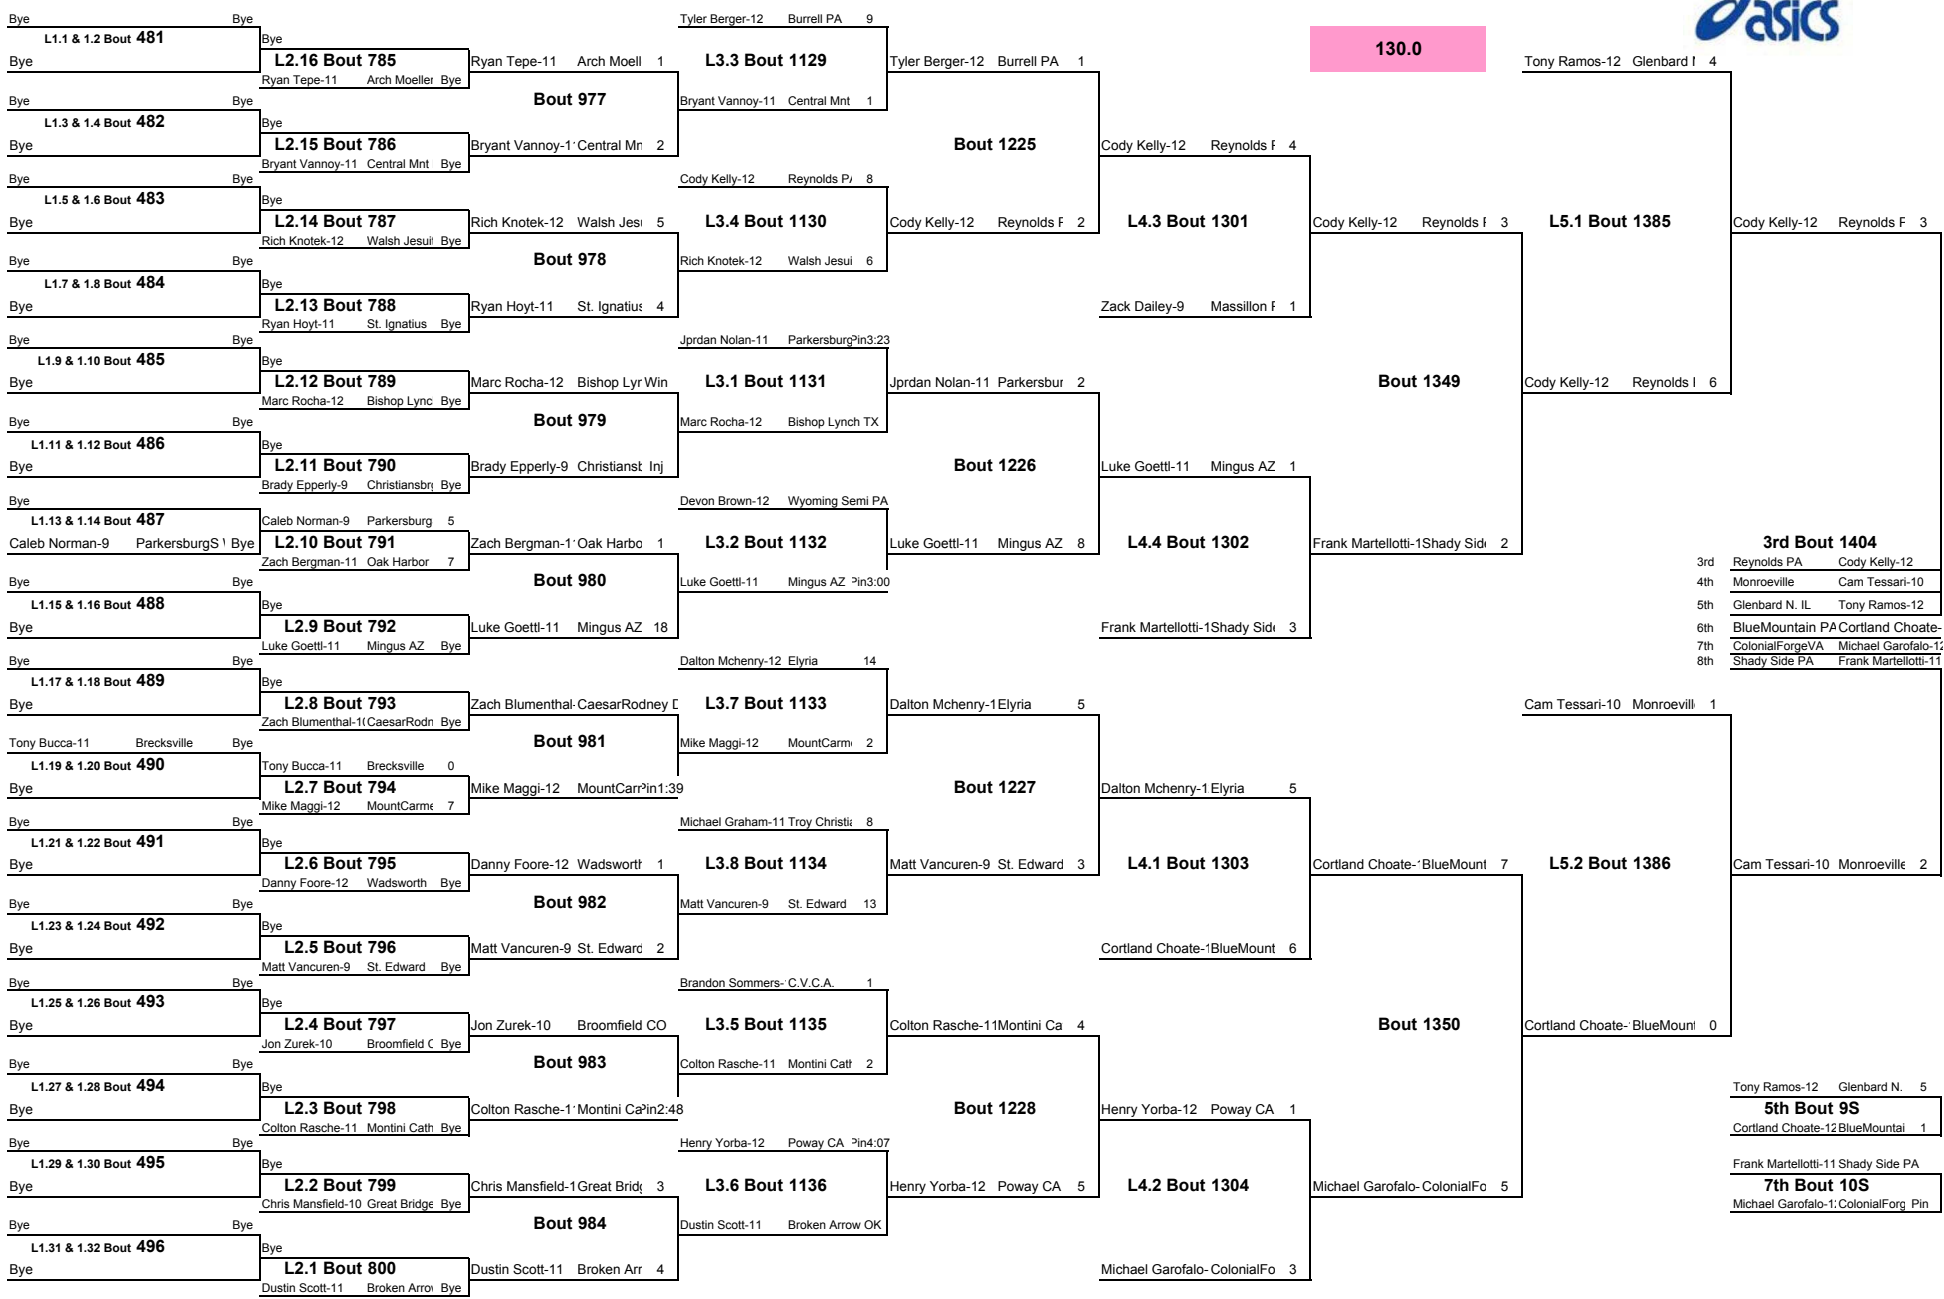 asics
130.0
Bye Bye
L1.1 & 1.2 Bout 481
Bye
Bye Bye
L1.3 & 1.4 Bout 482
Bye
Bye Bye
L1.5 & 1.6 Bout 483
Bye
Bye Bye
L1.7 & 1.8 Bout 484
Bye
Bye Bye
L1.9 & 1.10 Bout 485
Bye
Bye Bye
L1.11 & 1.12 Bout 486
Bye
Bye
L1.13 & 1.14 Bout 487
Caleb Norman-9 ParkersburgS Bye
Bye Bye
L1.15 & 1.16 Bout 488
Bye
Bye Bye
L1.17 & 1.18 Bout 489
Bye
Tony Bucca-11 Brecksville Bye
L1.19 & 1.20 Bout 490
Bye
Bye Bye
L1.21 & 1.22 Bout 491
Bye
Bye Bye
L1.23 & 1.24 Bout 492
Bye
Bye Bye
L1.25 & 1.26 Bout 493
Bye
Bye Bye
L1.27 & 1.28 Bout 494
Bye
Bye Bye
L1.29 & 1.30 Bout 495
Bye
Bye Bye
L1.31 & 1.32 Bout 496
Bye
Bye
L2.16 Bout 785
Ryan Tepe-11 Arch Moeller Bye
Bye
L2.15 Bout 786
Bryant Vannoy-11 Central Mnt Bye
Bye
L2.14 Bout 787
Rich Knotek-12 Walsh Jesuit Bye
Bye
L2.13 Bout 788
Ryan Hoyt-11 St. Ignatius Bye
Bye
L2.12 Bout 789
Marc Rocha-12 Bishop Lync Bye
Bye
L2.11 Bout 790
Brady Epperly-9 Christiansbr Bye
Caleb Norman-9 Parkersburg 5
L2.10 Bout 791
Zach Bergman-11 Oak Harbor 7
Bye
L2.9 Bout 792
Luke Goettl-11 Mingus AZ Bye
Bye
L2.8 Bout 793
Zach Blumenthal-1 CaesarRodn Bye
Tony Bucca-11 Brecksville 0
L2.7 Bout 794
Mike Maggi-12 MountCarme 7
Bye
L2.6 Bout 795
Danny Foore-12 Wadsworth Bye
Bye
L2.5 Bout 796
Matt Vancuren-9 St. Edward Bye
Bye
L2.4 Bout 797
Jon Zurek-10 Broomfield C Bye
Bye
L2.3 Bout 798
Colton Rasche-11 Montini Cath Bye
Bye
L2.2 Bout 799
Chris Mansfield-10 Great Bridge Bye
Bye
L2.1 Bout 800
Dustin Scott-11 Broken Arro Bye
Ryan Tepe-11 Arch Moell 1
Bout 977
Bryant Vannoy-1 Central Mn 2
Rich Knotek-12 Walsh Jes 5
Bout 978
Ryan Hoyt-11 St. Ignatius 4
Marc Rocha-12 Bishop Lyr Win
Bout 979
Brady Epperly-9 Christiansb Inj
Zach Bergman-1 Oak Harbo 1
Bout 980
Luke Goettl-11 Mingus AZ 18
Zach Blumenthal- CaesarRodney D
Bout 981
Mike Maggi-12 MountCarr Pin1:39
Danny Foore-12 Wadsworth 1
Bout 982
Matt Vancuren-9 St. Edward 2
Jon Zurek-10 Broomfield CO
Bout 983
Colton Rasche-1 Montini Ca Pin2:48
Chris Mansfield-1 Great Bridg 3
Bout 984
Dustin Scott-11 Broken Arr 4
Tyler Berger-12 Burrell PA 9
L3.3 Bout 1129
Bryant Vannoy-11 Central Mnt 1
Cody Kelly-12 Reynolds P 8
L3.4 Bout 1130
Rich Knotek-12 Walsh Jesui 6
Jprdan Nolan-11 Parkersburg Pin3:23
L3.1 Bout 1131
Marc Rocha-12 Bishop Lynch TX
Devon Brown-12 Wyoming Semi PA
L3.2 Bout 1132
Luke Goettl-11 Mingus AZ Pin3:00
Dalton Mchenry-12 Elyria 14
L3.7 Bout 1133
Mike Maggi-12 MountCarm 2
Michael Graham-11 Troy Christia 8
L3.8 Bout 1134
Matt Vancuren-9 St. Edward 13
Brandon Sommers- C.V.C.A. 1
L3.5 Bout 1135
Colton Rasche-11 Montini Cath 2
Henry Yorba-12 Poway CA Pin4:07
L3.6 Bout 1136
Dustin Scott-11 Broken Arrow OK
Tyler Berger-12 Burrell PA 1
Bout 1225
Cody Kelly-12 Reynolds P 2
Jprdan Nolan-11 Parkersbur 2
Bout 1226
Luke Goettl-11 Mingus AZ 8
Dalton Mchenry-1 Elyria 5
Bout 1227
Matt Vancuren-9 St. Edward 3
Colton Rasche-11 Montini Ca 4
Bout 1228
Henry Yorba-12 Poway CA 5
Cody Kelly-12 Reynolds P 4
L4.3 Bout 1301
Zack Dailey-9 Massillon P 1
Luke Goettl-11 Mingus AZ 1
L4.4 Bout 1302
Frank Martellotti-1 Shady Side 3
Dalton Mchenry-1 Elyria 5
L4.1 Bout 1303
Cortland Choate-1 BlueMount 6
Henry Yorba-12 Poway CA 1
L4.2 Bout 1304
Michael Garofalo- ColonialFo 3
Cody Kelly-12 Reynolds P 3
Bout 1349
Frank Martellotti-1 Shady Side 2
Cortland Choate- BlueMount 7
Bout 1350
Michael Garofalo- ColonialFo 5
Tony Ramos-12 Glenbard N 4
L5.1 Bout 1385
Cody Kelly-12 Reynolds 6
Cam Tessari-10 Monroevill 1
L5.2 Bout 1386
Cortland Choate- BlueMount 0
Cody Kelly-12 Reynolds P 3
3rd Bout 1404
3rd Reynolds PA Cody Kelly-12
4th Monroeville Cam Tessari-10
5th Glenbard N. IL Tony Ramos-12
6th BlueMountain PA Cortland Choate-
7th ColonialForgeVA Michael Garofalo-12
8th Shady Side PA Frank Martellotti-11
Cam Tessari-10 Monroeville 2
Tony Ramos-12 Glenbard N. 5
5th Bout 9S
Cortland Choate-12 BlueMountai 1
Frank Martellotti-11 Shady Side PA
7th Bout 10S
Michael Garofalo-1 ColonialForg Pin